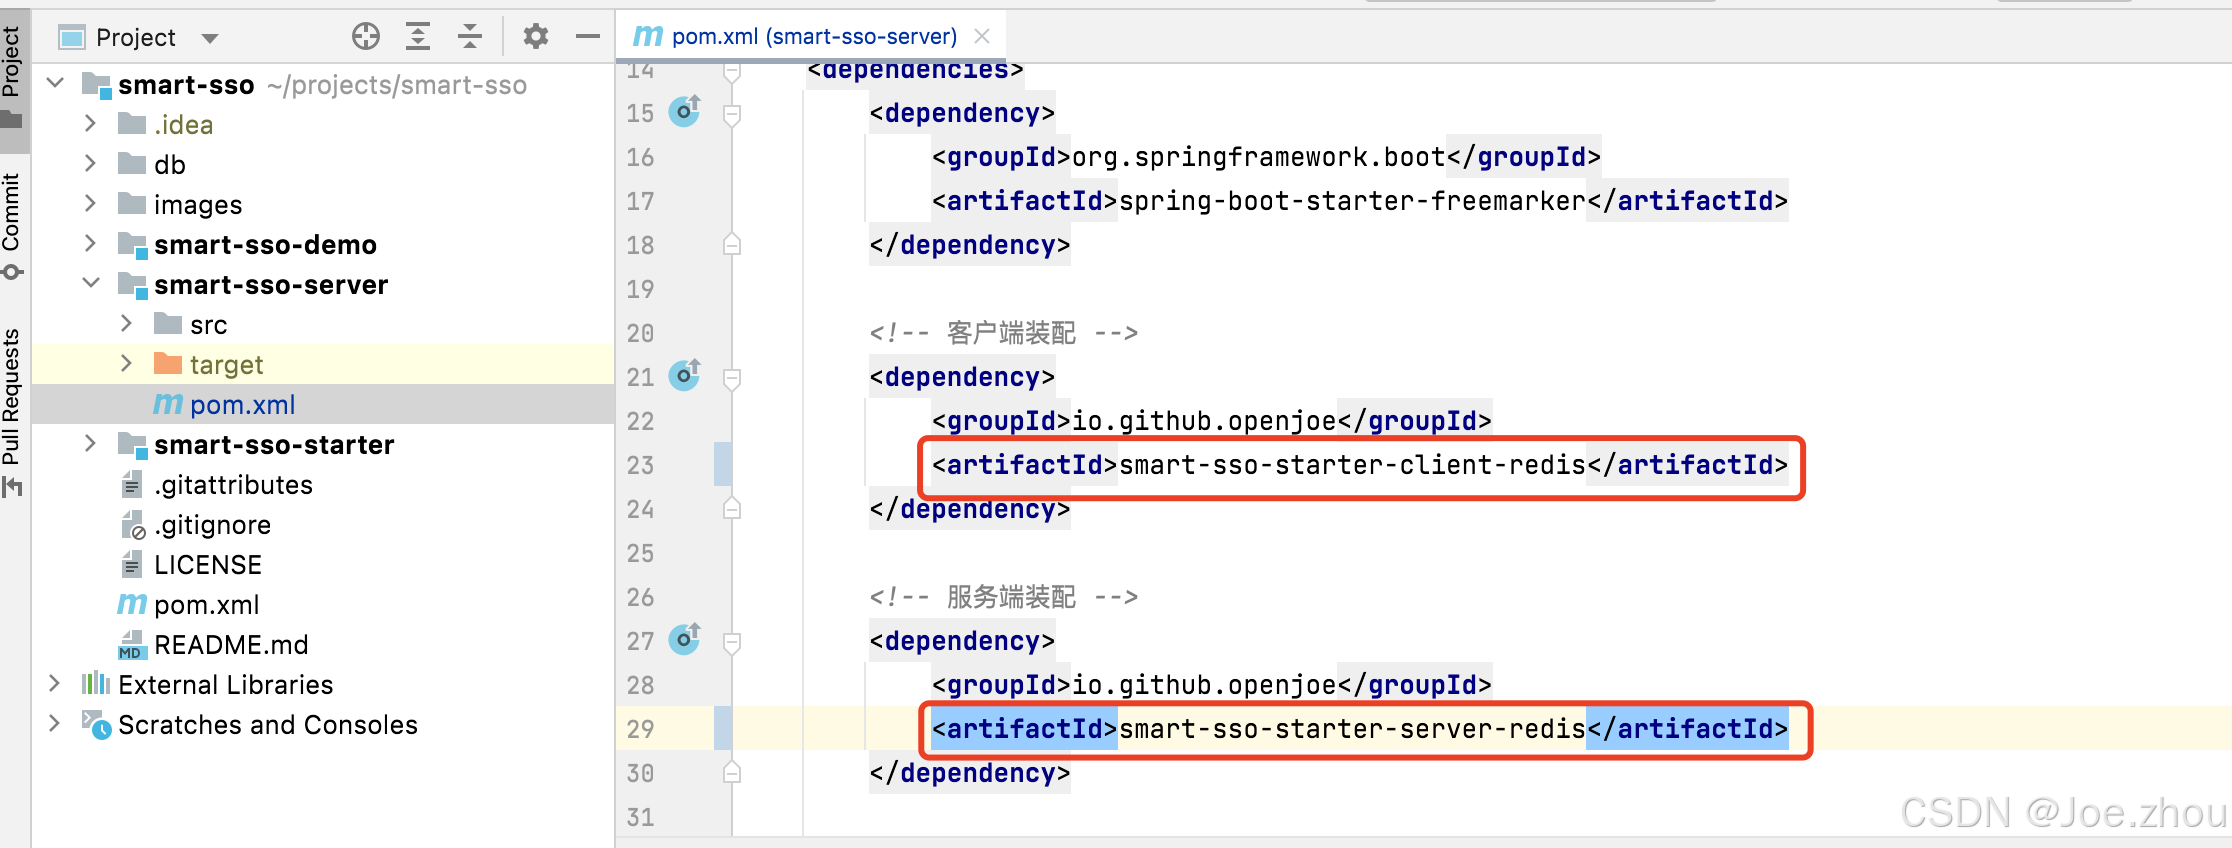 Project
Commit
Pull Requests
Project
smart-sso ~/projects/smart-sso
.idea
db
images
smart-sso-demo
smart-sso-server
src
target
m pom.xml
smart-sso-starter
.gitattributes
.gitignore
LICENSE
m pom.xml
MD README.md
External Libraries
Scratches and Consoles
m pom.xml (smart-sso-server)
14 <dependencies>
15 <dependency>
16 <groupId>org.springframework.boot</groupId>
17 <artifactId>spring-boot-starter-freemarker</artifactId>
18 </dependency>
19
20 <!-- 客户端装配 -->
21 <dependency>
22 <groupId>io.github.openjoe</groupId>
23 <artifactId>smart-sso-starter-client-redis</artifactId>
24 </dependency>
25
26 <!-- 服务端装配 -->
27 <dependency>
28 <groupId>io.github.openjoe</groupId>
29 <artifactId>smart-sso-starter-server-redis</artifactId>
30 </dependency>
31
CSDN @Joe.zhou